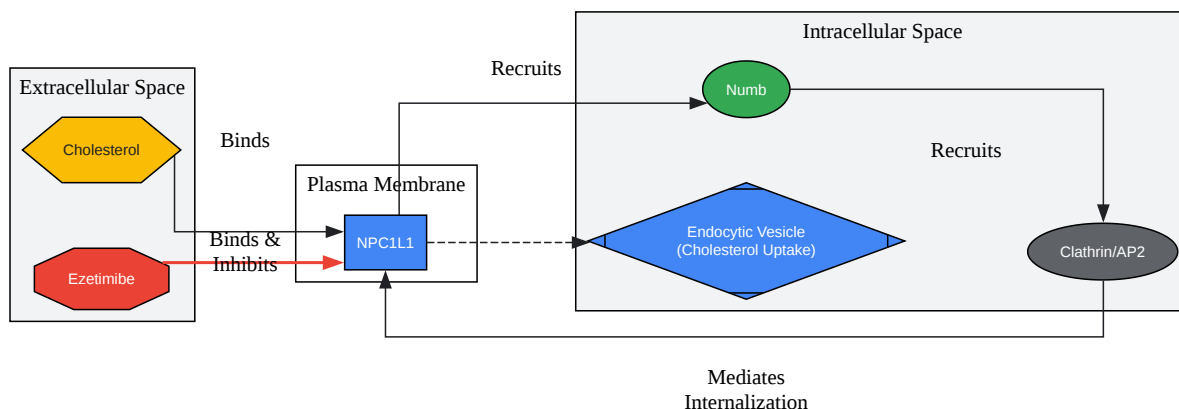 Intracellular Space
Recruits
Numb
Extracellular Space
Cholesterol
Binds
Recruits
Plasma Membrane
NPC1L1
Endocytic Vesicle
(Cholesterol Uptake)
Clathrin/AP2
Binds &
Inhibits
Ezetimibe
Mediates
Internalization